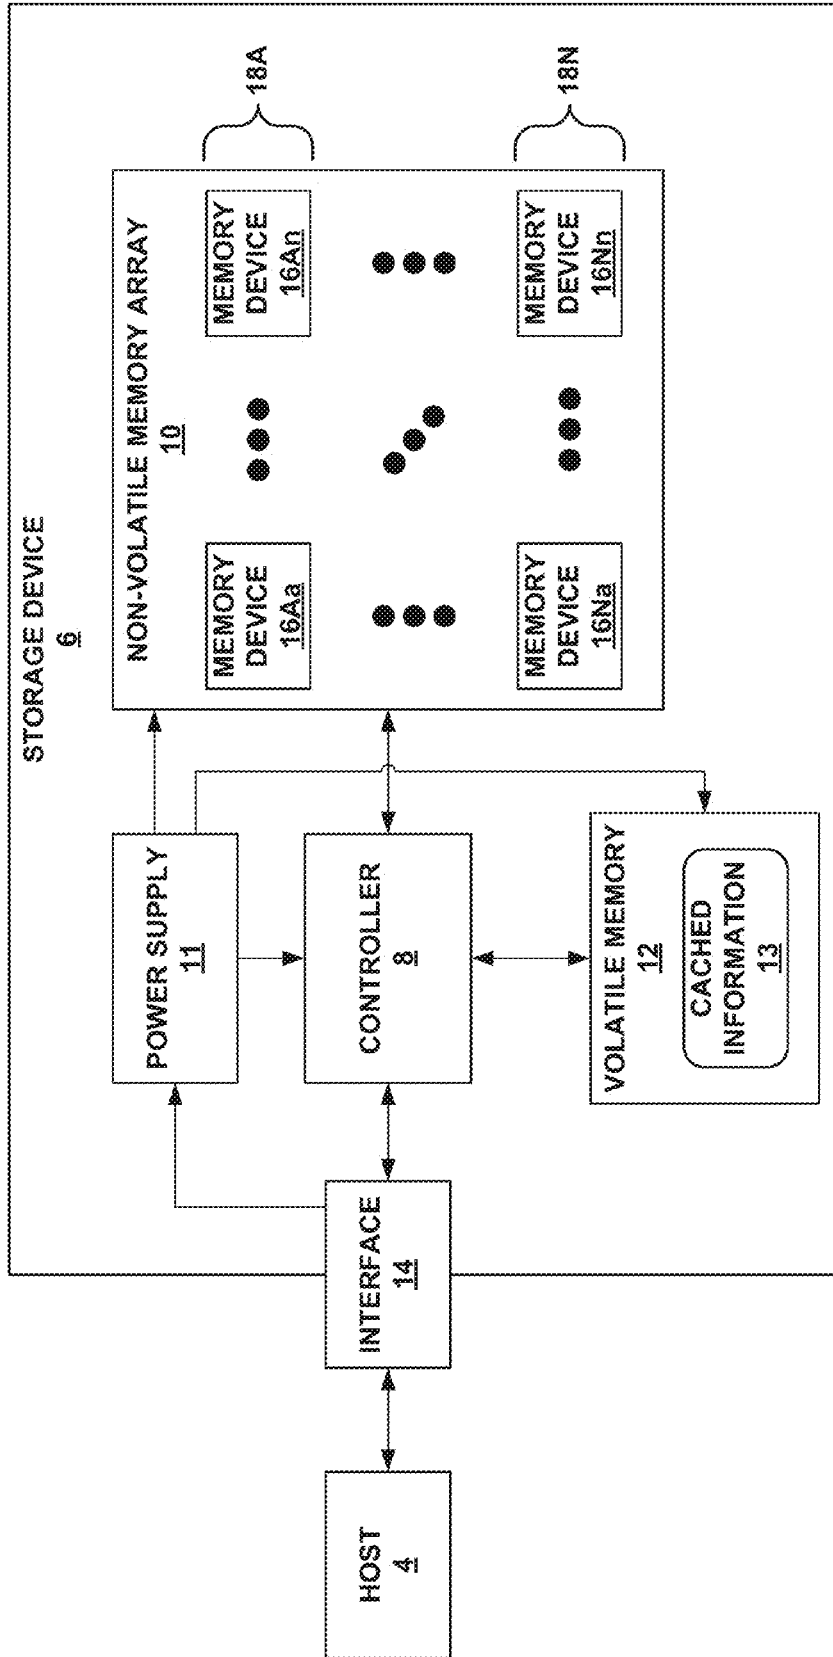 STORAGE DEVICE
6
NON-VOLATILE MEMORY ARRAY
10
MEMORY
DEVICE
16Aa
MEMORY
DEVICE
16An
18A
MEMORY
DEVICE
16Na
MEMORY
DEVICE
16Nn
18N
POWER SUPPLY
11
CONTROLLER
8
VOLATILE MEMORY
12
CACHED
INFORMATION
13
INTERFACE
14
HOST
4